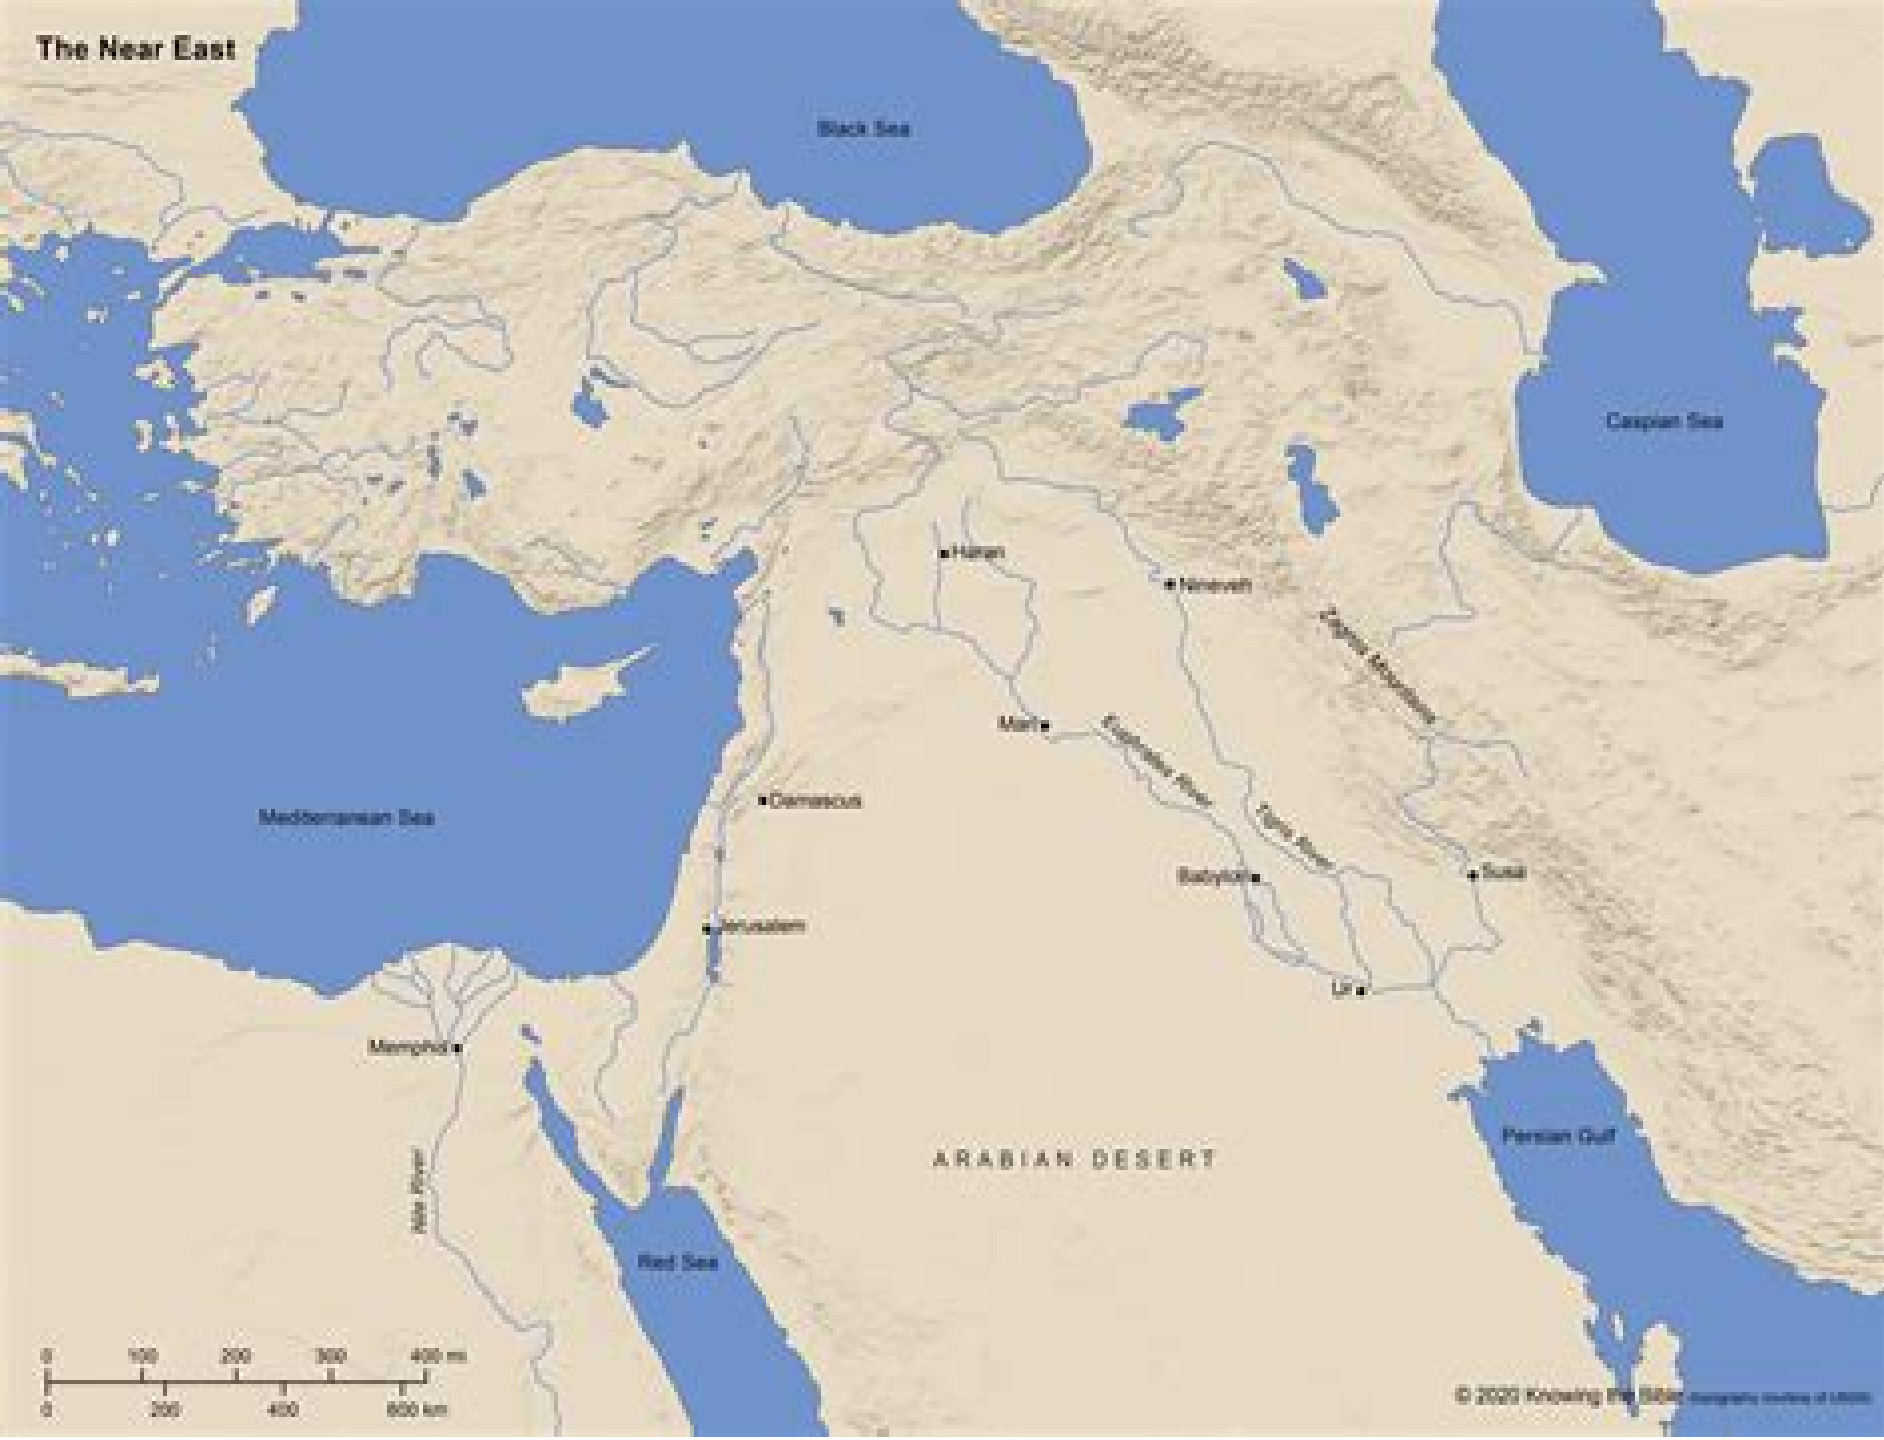 The Near East
Black Sea
Caspian Sea
Haran
Nineveh
Zagros Mountains
Mari
Euphrates River
Damascus
Mediterranean Sea
Tigris River
Babylon
Susa
Jerusalem
Ur
Memphis
Persian Gulf
ARABIAN DESERT
Nile River
Red Sea
0 100 200 300 400 mi
0 200 400 600 km
© 2020 Knowing the Bible